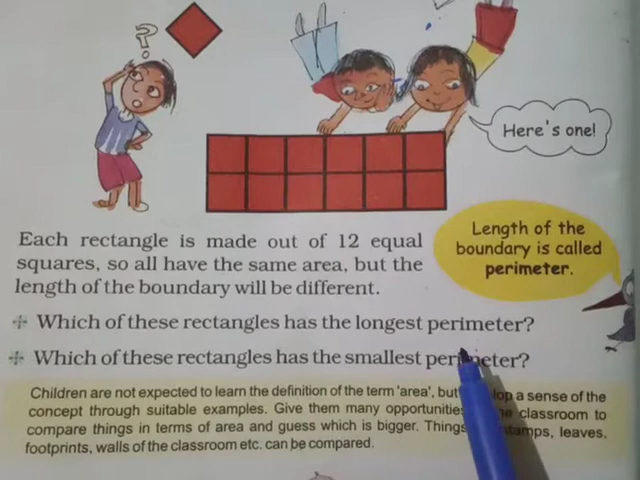 ?
Here's one!
Length of the
boundary is called
perimeter.
Each rectangle is made out of 12 equal
squares, so all have the same area, but the
length of the boundary will be different.
Which of these rectangles has the longest perimeter?
Which of these rectangles has the smallest perimeter?
Children are not expected to learn the definition of the term 'area', but of the
concept through suitable examples. Give them many opportunities classroom to
compare things in terms of area and guess which is bigger. Things leaves,
footprints, walls of the classroom etc. can be compared.